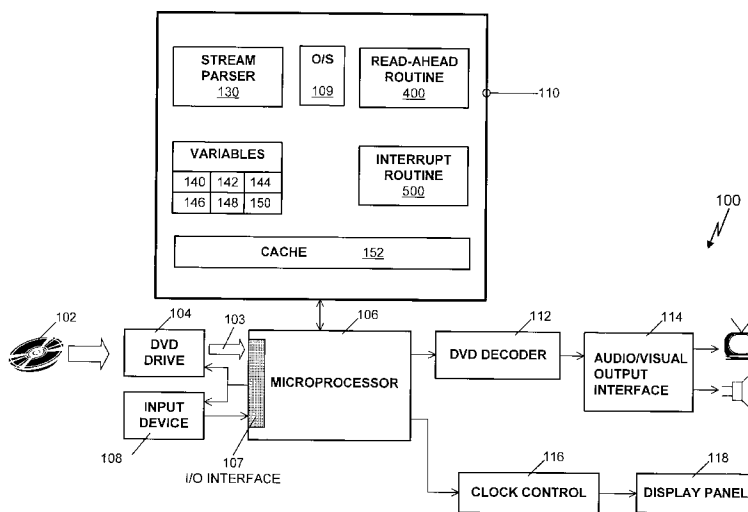 STREAM
PARSER
130
O/S
109
READ-AHEAD
ROUTINE
400
110
VARIABLES
140 142 144
146 148 150
INTERRUPT
ROUTINE
500
100
CACHE 152
102
104
103
106
112
114
DVD
DRIVE
MICROPROCESSOR
DVD DECODER
AUDIO/VISUAL
OUTPUT
INTERFACE
INPUT
DEVICE
108
107
I/O INTERFACE
116
118
CLOCK CONTROL
DISPLAY PANEL